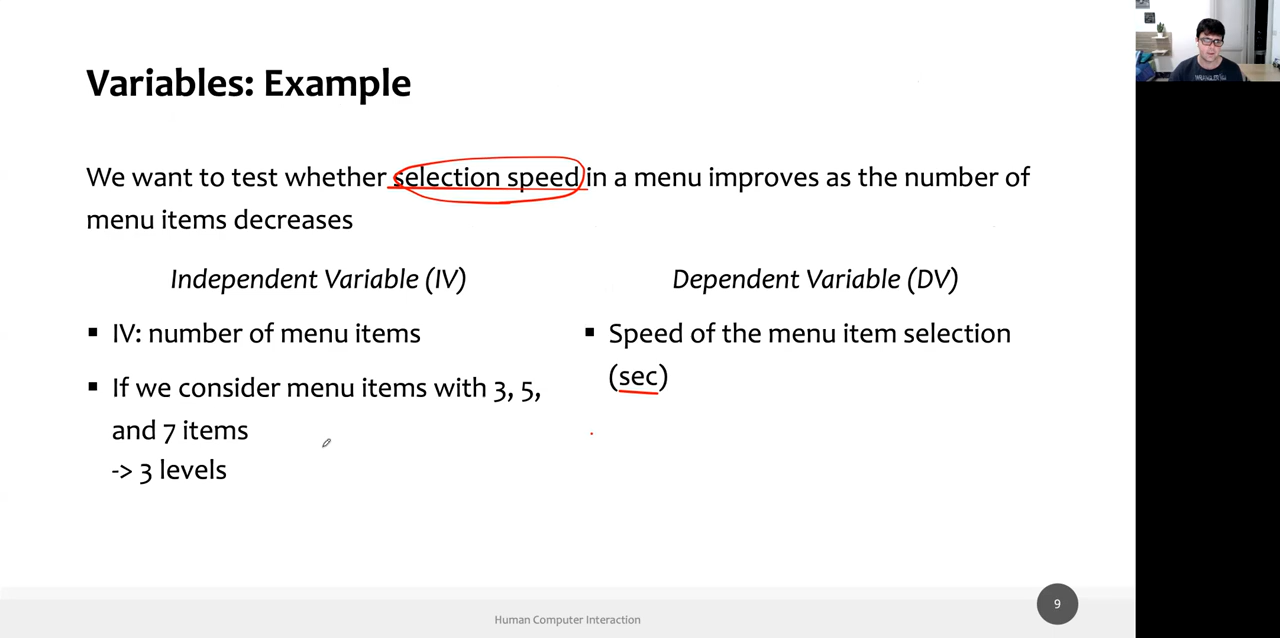 Variables: Example
We want to test whether selection speed in a menu improves as the number of
menu items decreases
Independent Variable (IV)
▪ IV: number of menu items
▪ If we consider menu items with 3, 5,
and 7 items
-> 3 levels
Dependent Variable (DV)
▪ Speed of the menu item selection
(sec)
Human Computer Interaction
9